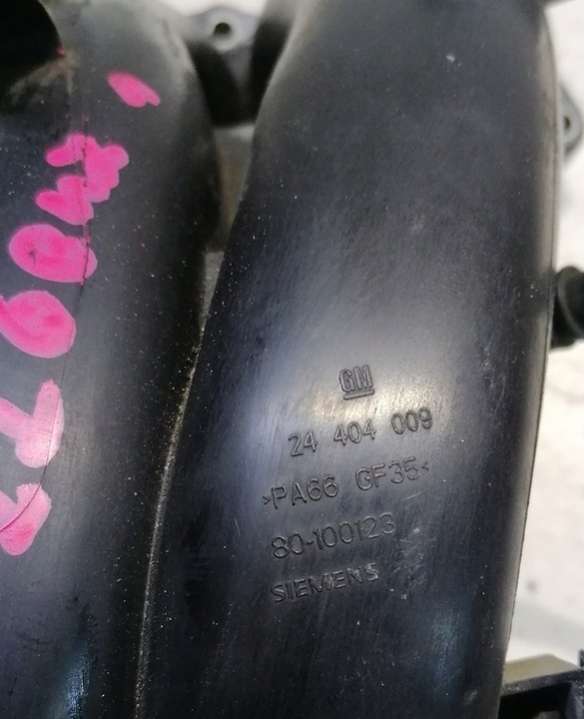 GM
24 404 009
>PA66 GF35<
80-100123
SIEMENS